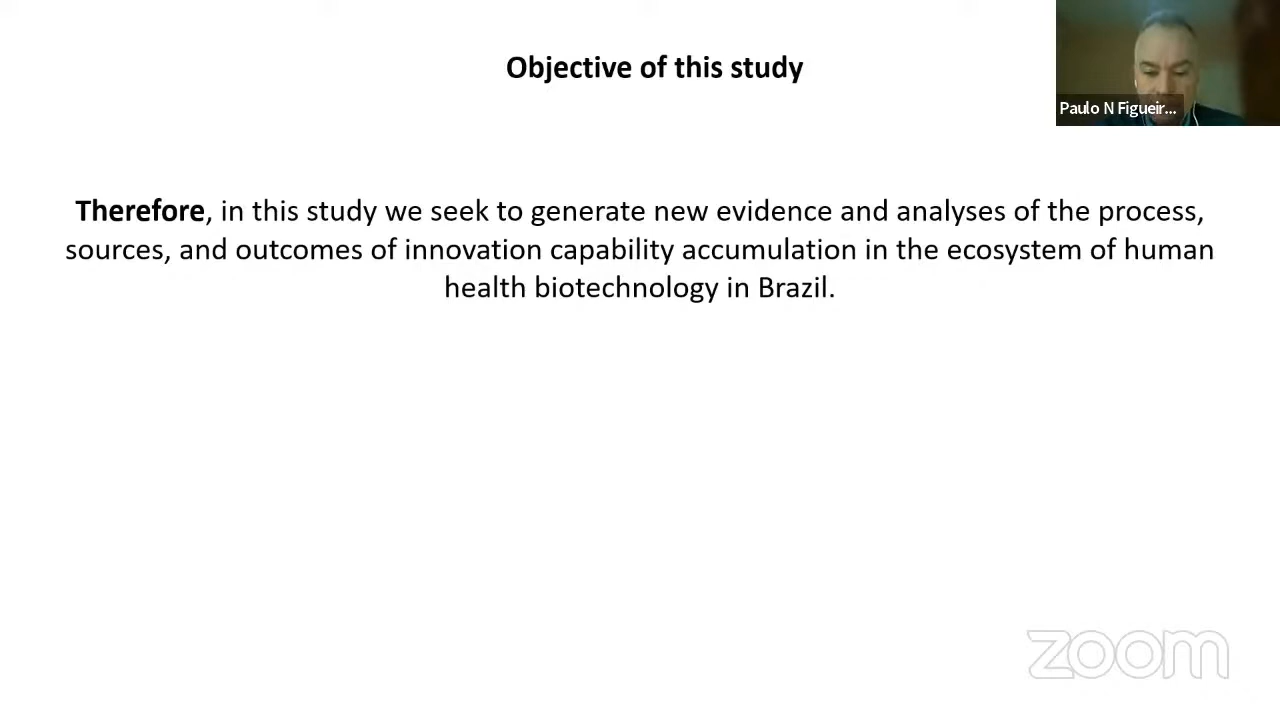 Objective of this study
Paulo N Figueir...
Therefore, in this study we seek to generate new evidence and analyses of the process,
sources, and outcomes of innovation capability accumulation in the ecosystem of human
health biotechnology in Brazil.
zoom